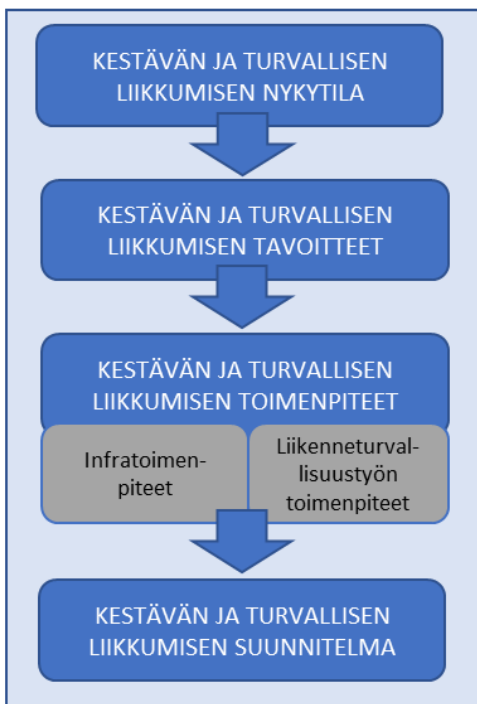 KESTÄVÄN JA TURVALLISEN
LIIKKUMISEN NYKYTILA
KESTÄVÄN JA TURVALLISEN
LIIKKUMISEN TAVOITTEET
KESTÄVÄN JA TURVALLISEN
LIIKKUMISEN TOIMENPITEET
Infratoimen-
piteet
Liikenneturval-
lisuustyön
toimenpiteet
KESTÄVÄN JA TURVALLISEN
LIIKKUMISEN SUUNNITELMA